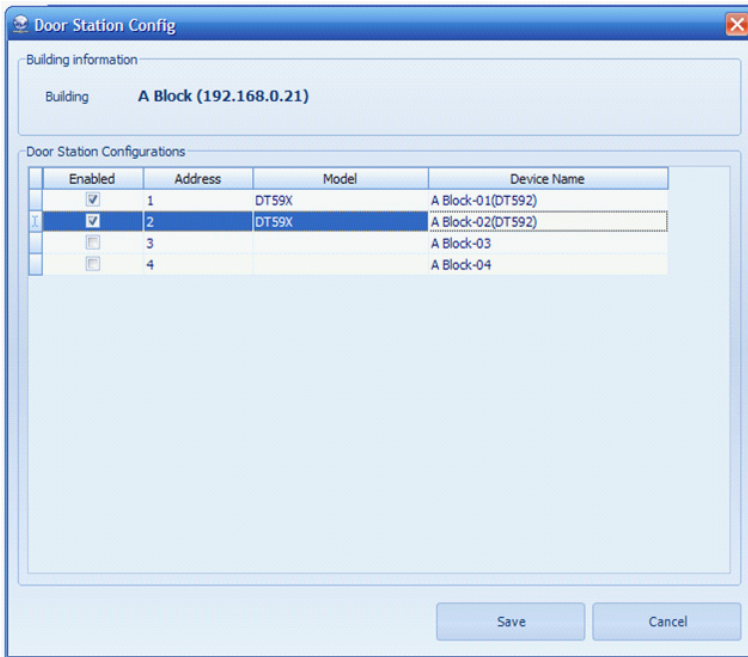 Door Station Config
Building information
Building A Block (192.168.0.21)
Door Station Configurations
Enabled Address Model Device Name
1 DT59X A Block-01(DT592)
2 DT59X A Block-02(DT592)
3 A Block-03
4 A Block-04
Save Cancel